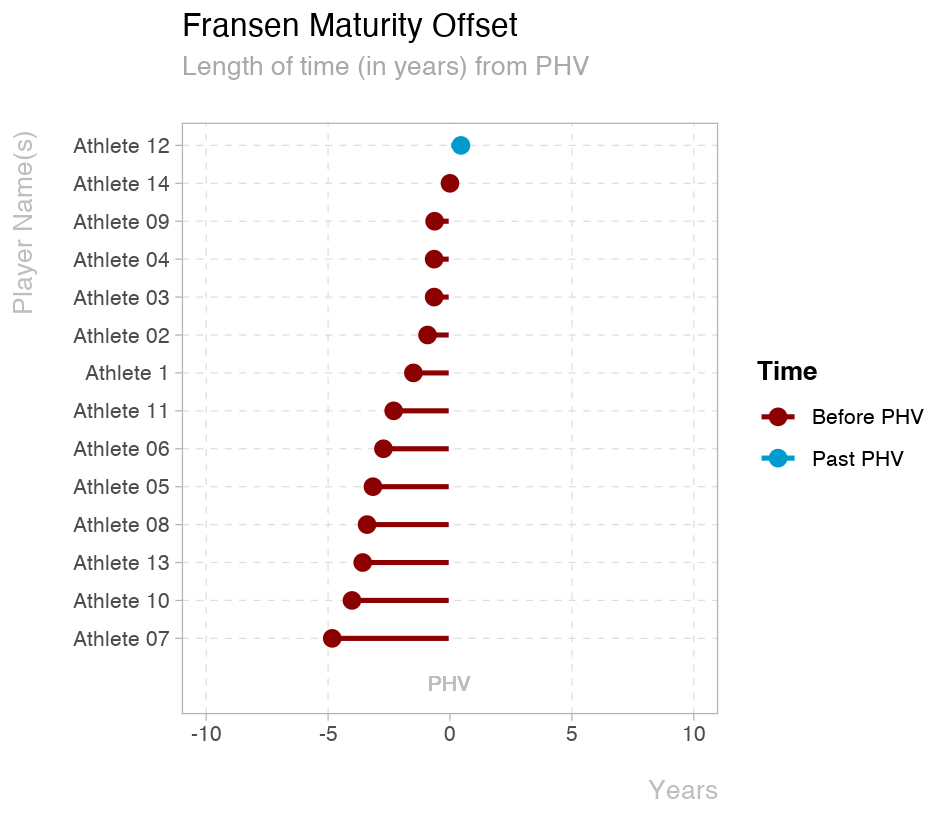 Fransen Maturity Offset
Length of time (in years) from PHV
Player Name(s)
Athlete 12
Athlete 14
Athlete 09
Athlete 04
Athlete 03
Athlete 02
Athlete 1
Athlete 11
Athlete 06
Athlete 05
Athlete 08
Athlete 13
Athlete 10
Athlete 07
PHV
-10 -5 0 5 10
Years
Time
Before PHV
Past PHV